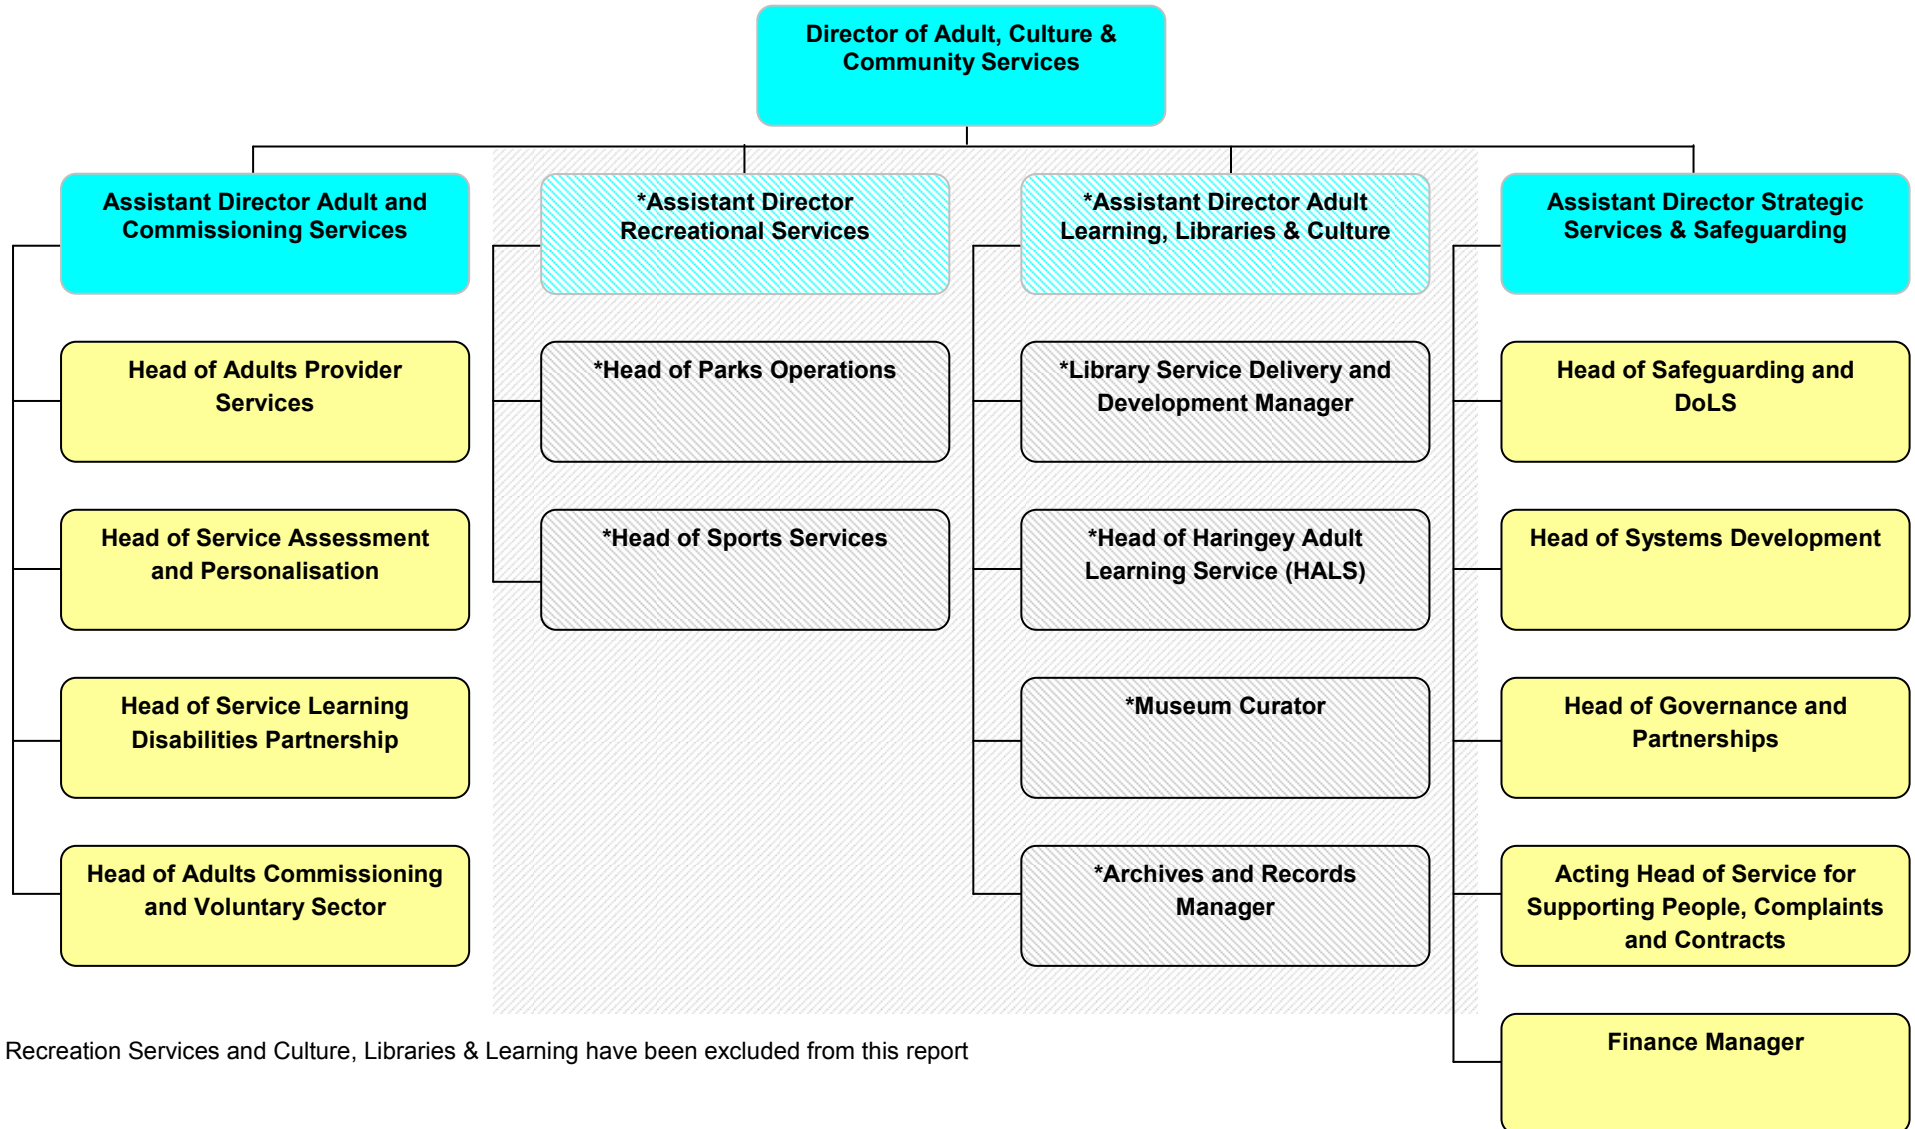 Director of Adult, Culture &
Community Services
Assistant Director Adult and
Commissioning Services
*Assistant Director
Recreational Services
*Assistant Director Adult
Learning, Libraries & Culture
Assistant Director Strategic
Services & Safeguarding
Head of Adults Provider
Services
*Head of Parks Operations
*Library Service Delivery and
Development Manager
Head of Safeguarding and
DoLS
Head of Service Assessment
and Personalisation
*Head of Sports Services
*Head of Haringey Adult
Learning Service (HALS)
Head of Systems Development
Head of Service Learning
Disabilities Partnership
*Museum Curator
Head of Governance and
Partnerships
Head of Adults Commissioning
and Voluntary Sector
*Archives and Records
Manager
Acting Head of Service for
Supporting People, Complaints
and Contracts
Finance Manager
Recreation Services and Culture, Libraries & Learning have been excluded from this report